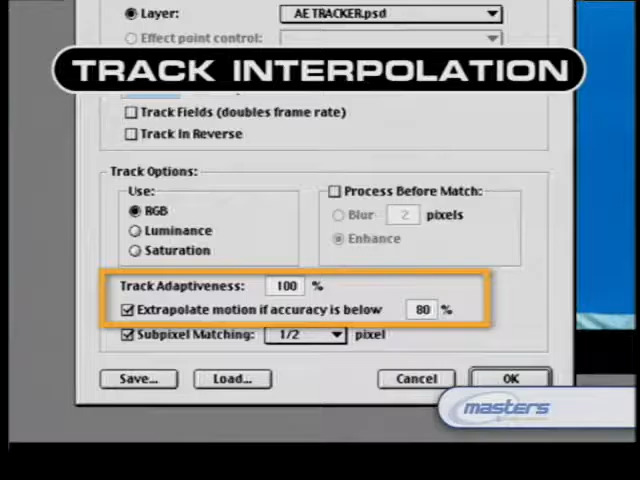 Layer: AE TRACKER.psd
Effect point control:
TRACK INTERPOLATION
Track Fields (doubles frame rate)
Track In Reverse
Track Options:
Use:
Process Before Match:
RGB
Blur 2 pixels
Luminance
Enhance
Saturation
Track Adaptiveness: 100 %
Extrapolate motion if accuracy is below 80 %
Subpixel Matching: 1/2 pixel
Save... Load... Cancel OK
masters